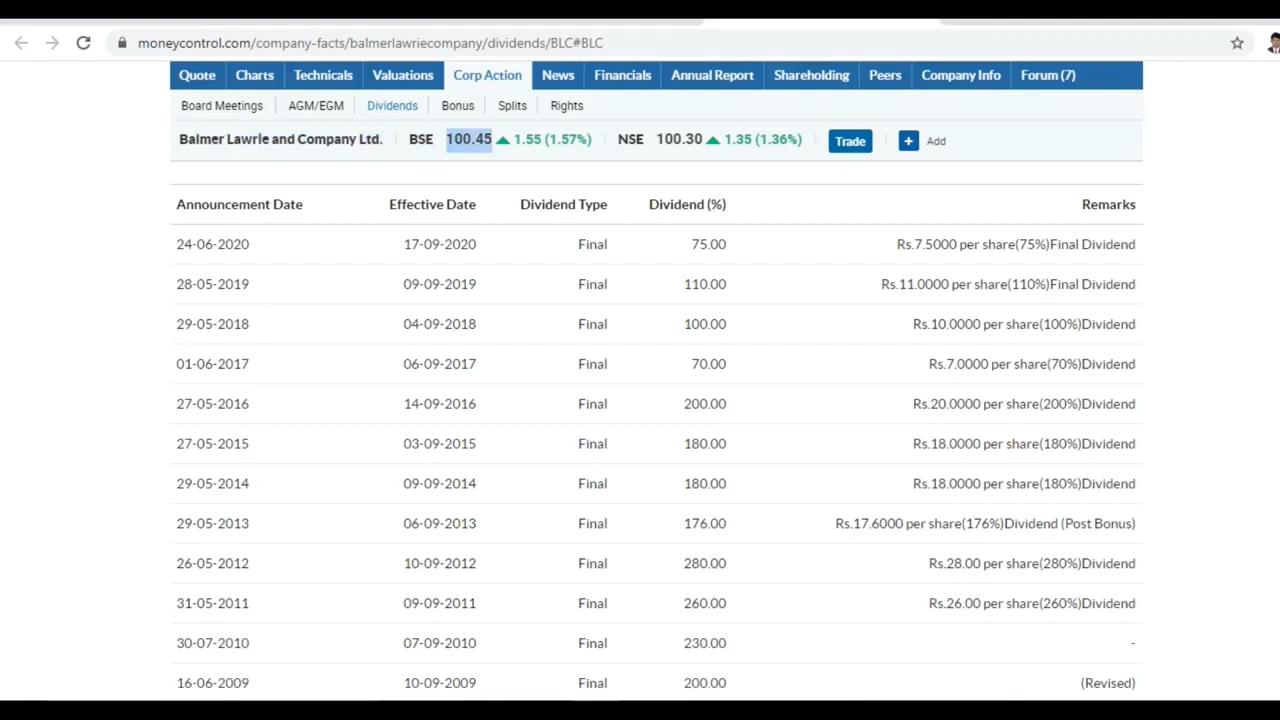 moneycontrol.com/company-facts/balmerlawriecompany/dividends/BLC#BLC
Quote Charts Technicals Valuations Corp Action News Financials Annual Report Shareholding Peers Company Info Forum (7)
Board Meetings AGM/EGM Dividends Bonus Splits Rights
Balmer Lawrie and Company Ltd. BSE 100.45 ▲ 1.55 (1.57%) NSE 100.30 ▲ 1.35 (1.36%) Trade + Add
Announcement Date Effective Date Dividend Type Dividend (%) Remarks
24-06-2020 17-09-2020 Final 75.00 Rs.7.5000 per share(75%)Final Dividend
28-05-2019 09-09-2019 Final 110.00 Rs.11.0000 per share(110%)Final Dividend
29-05-2018 04-09-2018 Final 100.00 Rs.10.0000 per share(100%)Dividend
01-06-2017 06-09-2017 Final 70.00 Rs.7.0000 per share(70%)Dividend
27-05-2016 14-09-2016 Final 200.00 Rs.20.0000 per share(200%)Dividend
27-05-2015 03-09-2015 Final 180.00 Rs.18.0000 per share(180%)Dividend
29-05-2014 09-09-2014 Final 180.00 Rs.18.0000 per share(180%)Dividend
29-05-2013 06-09-2013 Final 176.00 Rs.17.6000 per share(176%)Dividend (Post Bonus)
26-05-2012 10-09-2012 Final 280.00 Rs.28.00 per share(280%)Dividend
31-05-2011 09-09-2011 Final 260.00 Rs.26.00 per share(260%)Dividend
30-07-2010 07-09-2010 Final 230.00 -
16-06-2009 10-09-2009 Final 200.00 (Revised)